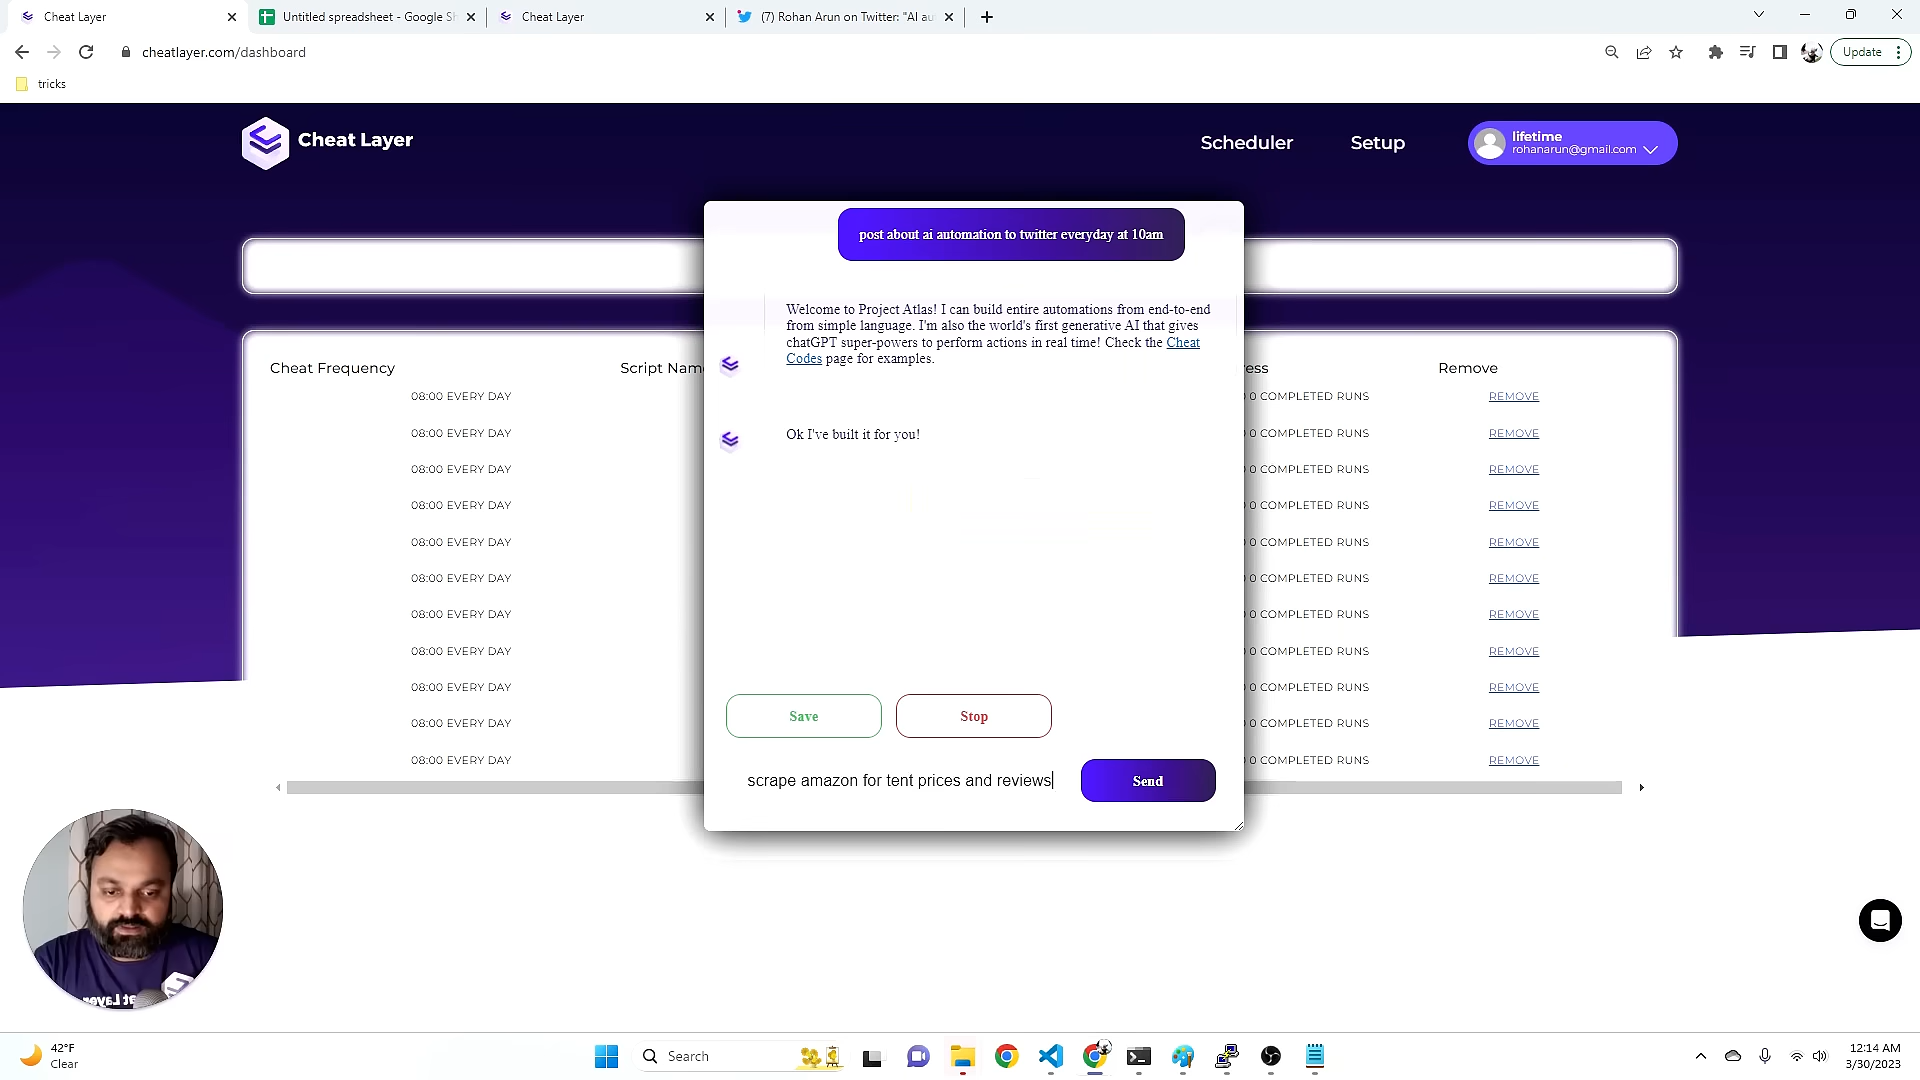 Cheat Layer
Untitled spreadsheet - Google Sh
Cheat Layer
(7) Rohan Arun on Twitter: "AI au
cheatlayer.com/dashboard
Update
tricks
Cheat Layer
Scheduler
Setup
lifetime
rohanarun@gmail.com
post about ai automation to twitter everyday at 10am
Welcome to Project Atlas! I can build entire automations from end-to-end
from simple language. I'm also the world's first generative AI that gives
chatGPT super-powers to perform actions in real time! Check the Cheat
Codes page for examples.
Ok I've built it for you!
Save
Stop
scrape amazon for tent prices and reviews
Send
Cheat Frequency
Script Nam
ess
Remove
08:00 EVERY DAY
0 COMPLETED RUNS
REMOVE
08:00 EVERY DAY
0 COMPLETED RUNS
REMOVE
08:00 EVERY DAY
0 COMPLETED RUNS
REMOVE
08:00 EVERY DAY
0 COMPLETED RUNS
REMOVE
08:00 EVERY DAY
0 COMPLETED RUNS
REMOVE
08:00 EVERY DAY
0 COMPLETED RUNS
REMOVE
08:00 EVERY DAY
0 COMPLETED RUNS
REMOVE
08:00 EVERY DAY
0 COMPLETED RUNS
REMOVE
08:00 EVERY DAY
0 COMPLETED RUNS
REMOVE
08:00 EVERY DAY
0 COMPLETED RUNS
REMOVE
08:00 EVERY DAY
0 COMPLETED RUNS
REMOVE
42°F
Clear
Search
12:14 AM
3/30/2023